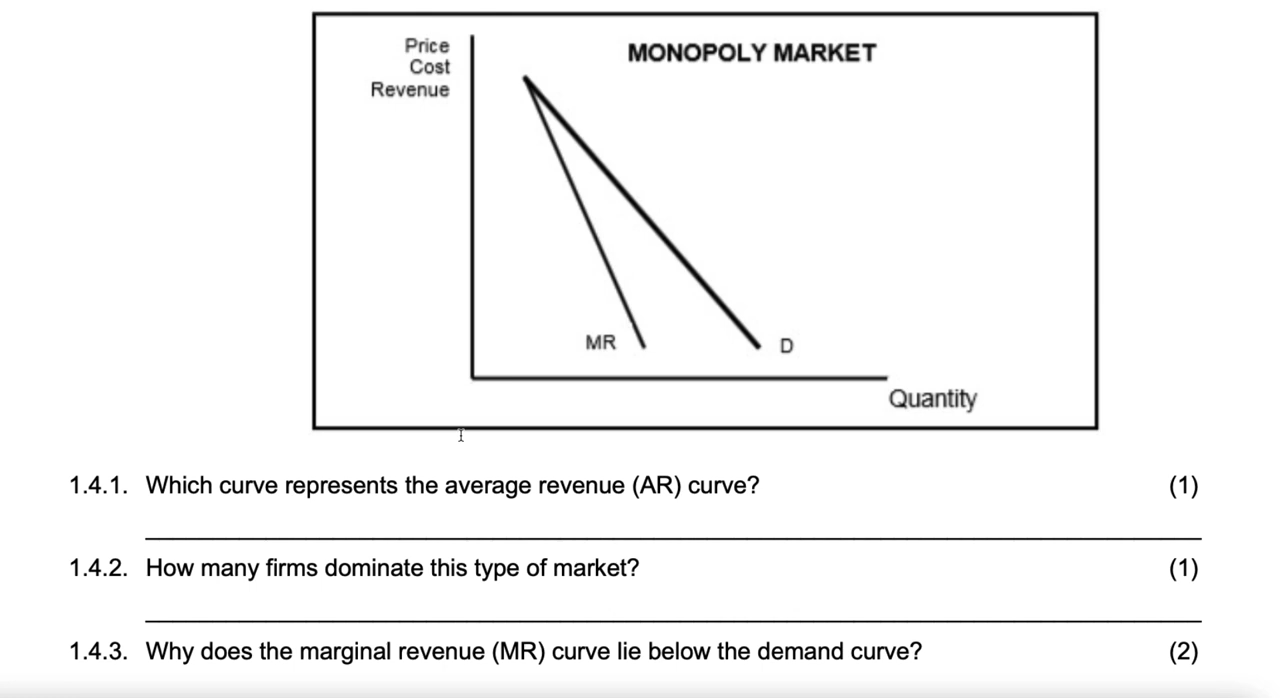 Price
Cost
Revenue
MONOPOLY MARKET
MR
D
Quantity
1.4.1. Which curve represents the average revenue (AR) curve? (1)
1.4.2. How many firms dominate this type of market? (1)
1.4.3. Why does the marginal revenue (MR) curve lie below the demand curve? (2)